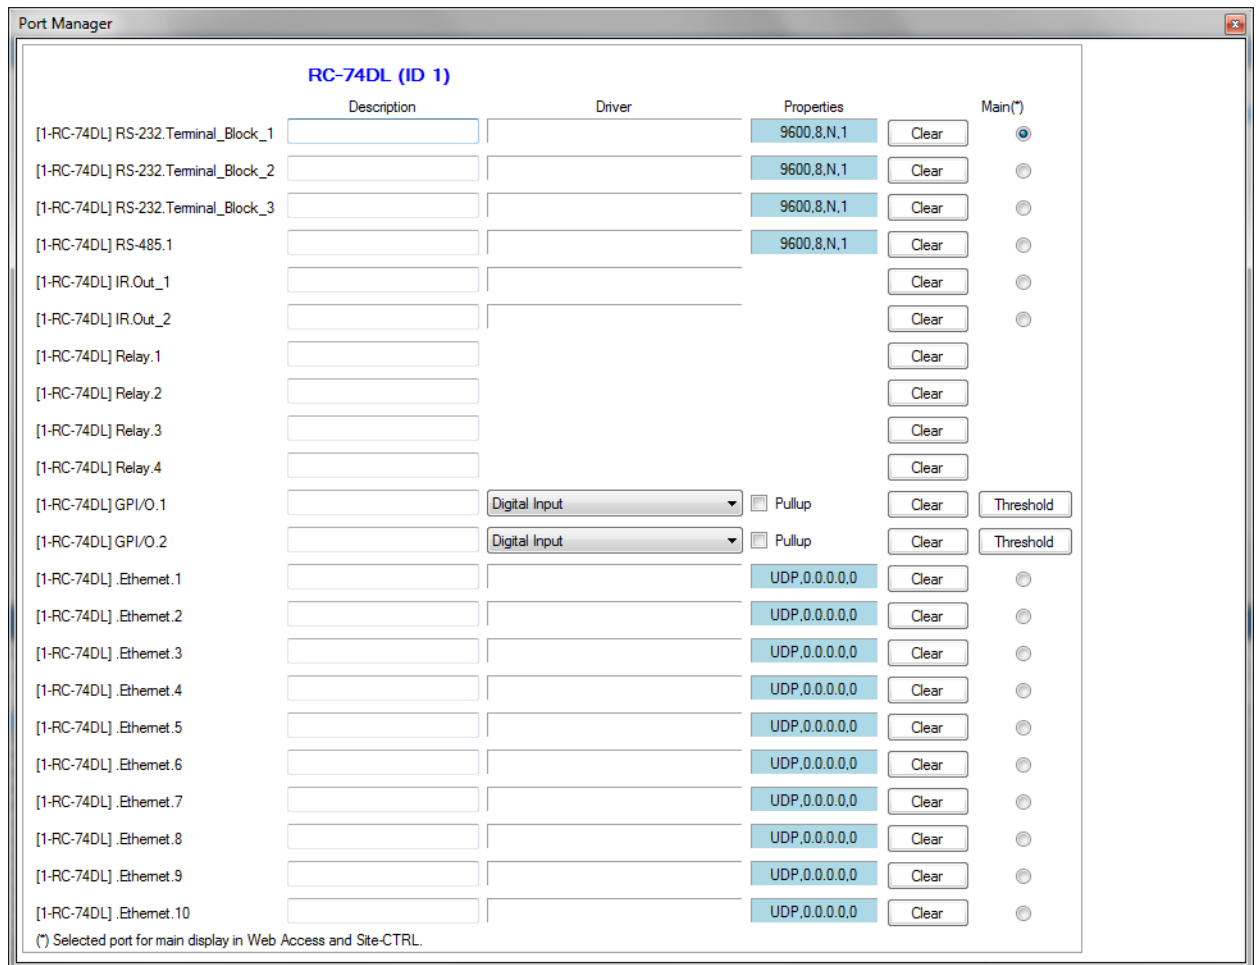 Port Manager
RC-74DL (ID 1)
Description Driver Properties Main(*)
[1-RC-74DL] RS-232.Terminal_Block_1 9600,8,N,1 Clear
[1-RC-74DL] RS-232.Terminal_Block_2 9600,8,N,1 Clear
[1-RC-74DL] RS-232.Terminal_Block_3 9600,8,N,1 Clear
[1-RC-74DL] RS-485.1 9600,8,N,1 Clear
[1-RC-74DL] IR.Out_1 Clear
[1-RC-74DL] IR.Out_2 Clear
[1-RC-74DL] Relay.1 Clear
[1-RC-74DL] Relay.2 Clear
[1-RC-74DL] Relay.3 Clear
[1-RC-74DL] Relay.4 Clear
[1-RC-74DL] GPI/O.1 Digital Input Pullup Clear Threshold
[1-RC-74DL] GPI/O.2 Digital Input Pullup Clear Threshold
[1-RC-74DL] .Ethernet.1 UDP,0.0.0.0,0 Clear
[1-RC-74DL] .Ethernet.2 UDP,0.0.0.0,0 Clear
[1-RC-74DL] .Ethernet.3 UDP,0.0.0.0,0 Clear
[1-RC-74DL] .Ethernet.4 UDP,0.0.0.0,0 Clear
[1-RC-74DL] .Ethernet.5 UDP,0.0.0.0,0 Clear
[1-RC-74DL] .Ethernet.6 UDP,0.0.0.0,0 Clear
[1-RC-74DL] .Ethernet.7 UDP,0.0.0.0,0 Clear
[1-RC-74DL] .Ethernet.8 UDP,0.0.0.0,0 Clear
[1-RC-74DL] .Ethernet.9 UDP,0.0.0.0,0 Clear
[1-RC-74DL] .Ethernet.10 UDP,0.0.0.0,0 Clear
(*) Selected port for main display in Web Access and Site-CTRL.